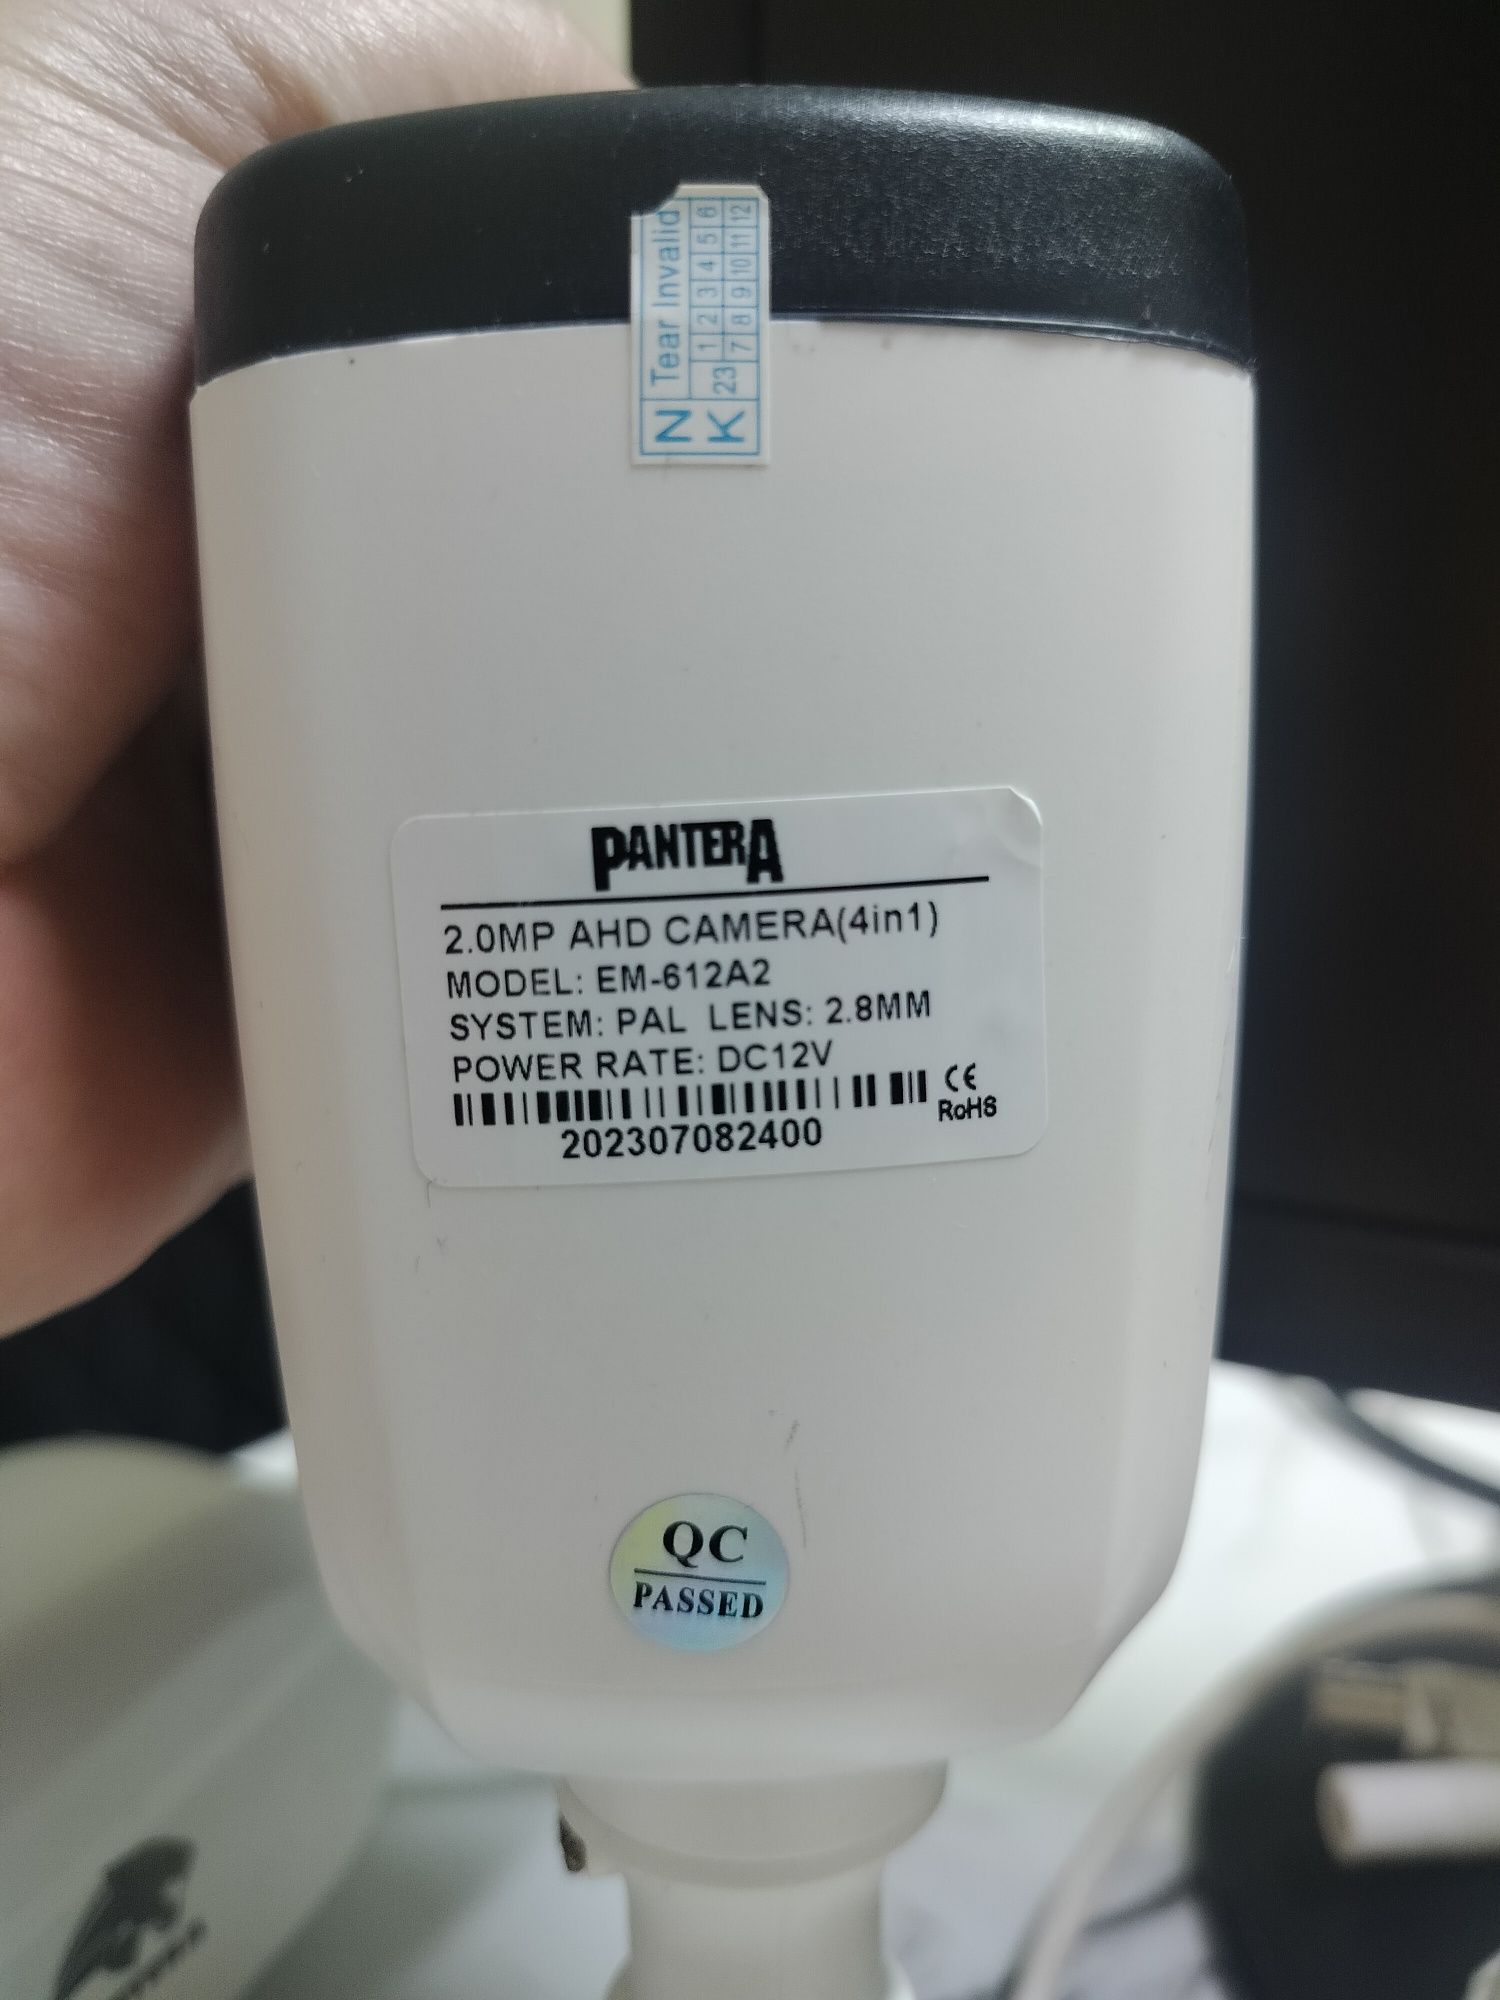 Tear Invalid
N
K
23
1 2 3 4 5 6
7 8 9 10 11 12
PANTERA
2.0MP AHD CAMERA(4in1)
MODEL: EM-612A2
SYSTEM: PAL LENS: 2.8MM
POWER RATE: DC12V
CE
RoHS
202307082400
QC
PASSED